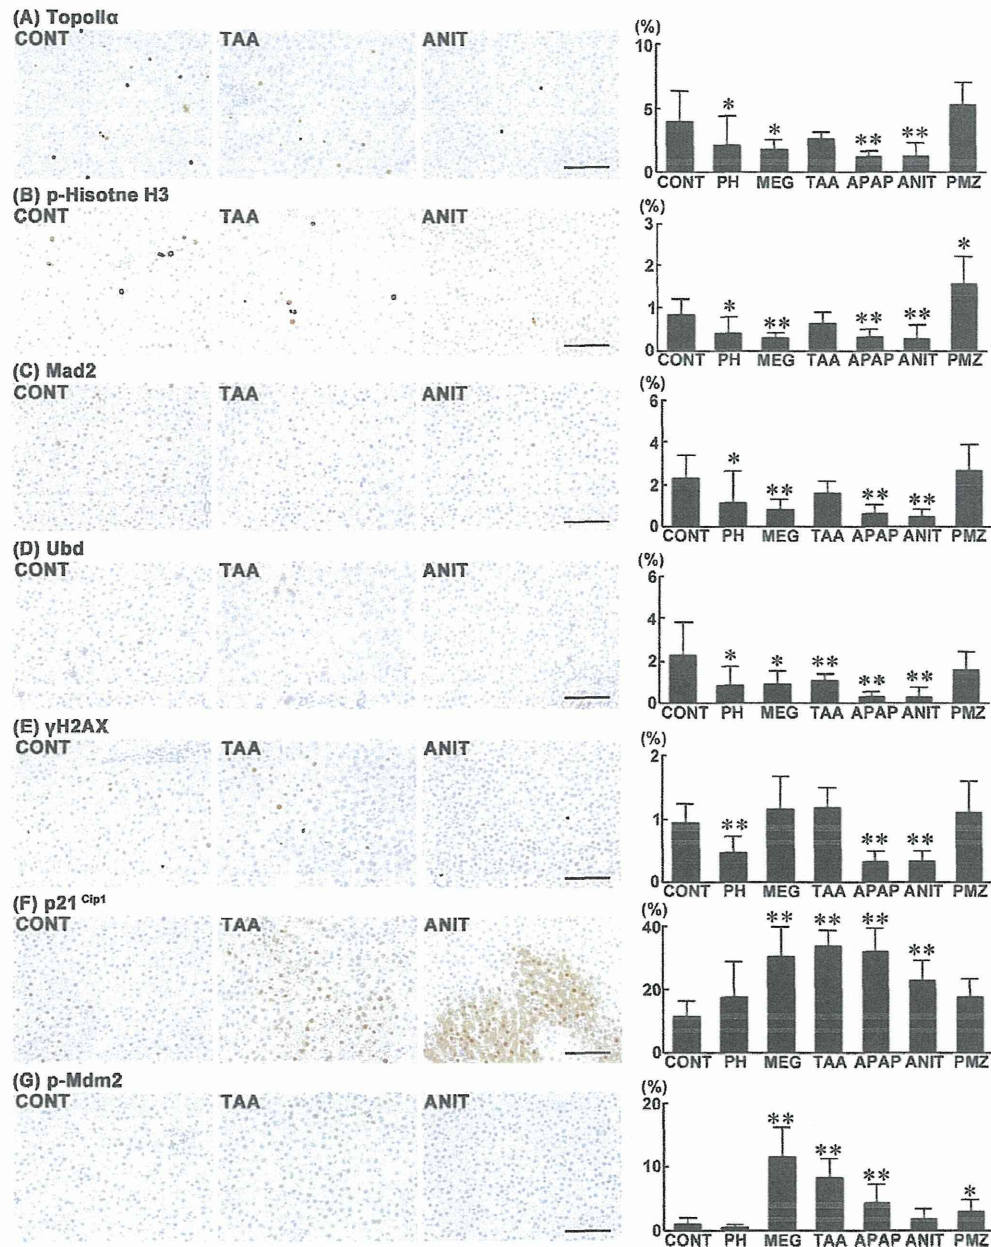 (A) TopoIIα
CONT TAA ANIT
(%)
10
5
0
* * ** **
CONT PH MEG TAA APAP ANIT PMZ
(B) p-Hisotne H3
CONT TAA ANIT
(%)
3
2
1
0
* ** ** ** *
CONT PH MEG TAA APAP ANIT PMZ
(C) Mad2
CONT TAA ANIT
(%)
6
4
2
0
* ** ** **
CONT PH MEG TAA APAP ANIT PMZ
(D) Ubd
CONT TAA ANIT
(%)
6
4
2
0
* * ** ** **
CONT PH MEG TAA APAP ANIT PMZ
(E) γH2AX
CONT TAA ANIT
(%)
2
1
0
** ** **
CONT PH MEG TAA APAP ANIT PMZ
(F) p21 Cip1
CONT TAA ANIT
(%)
40
20
0
** ** ** **
CONT PH MEG TAA APAP ANIT PMZ
(G) p-Mdm2
CONT TAA ANIT
(%)
20
10
0
** ** ** *
CONT PH MEG TAA APAP ANIT PMZ